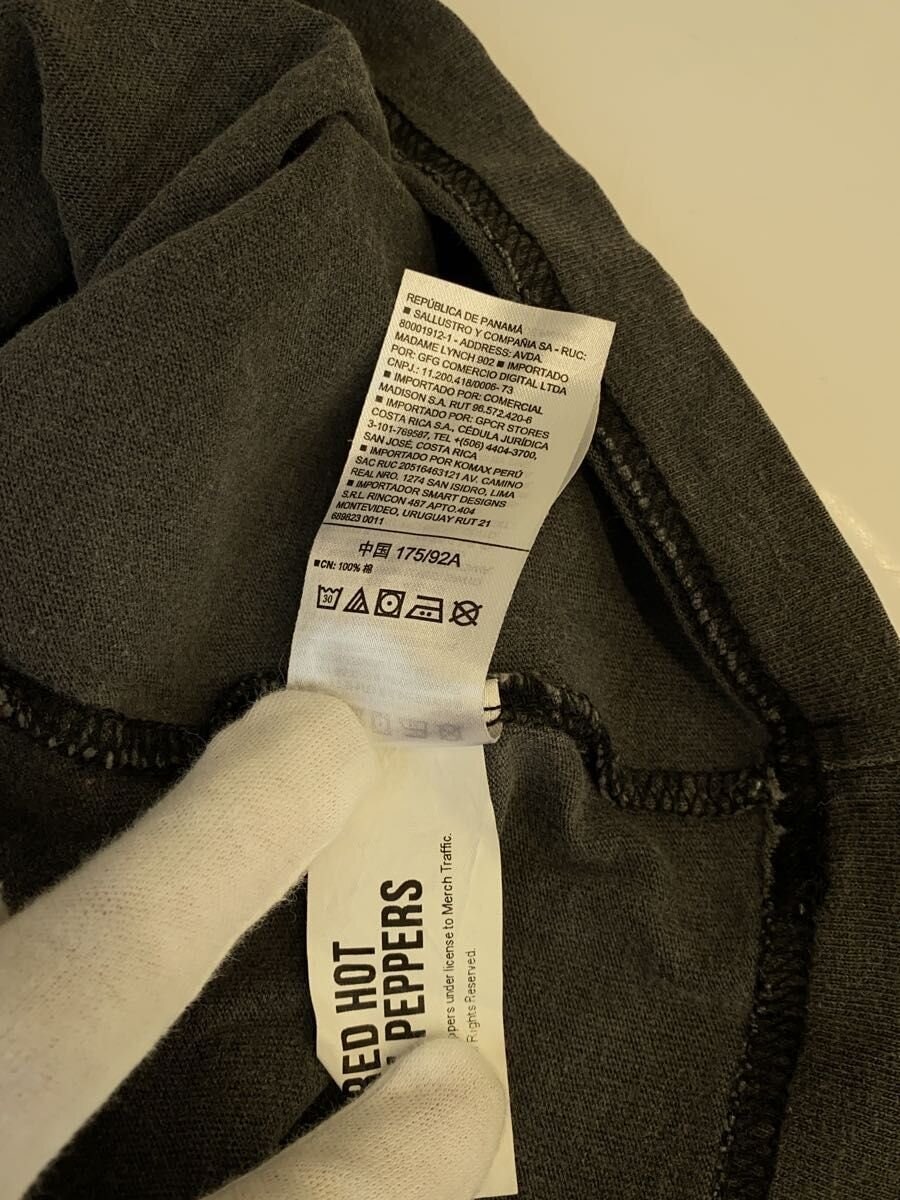 REPÚBLICA DE PANAMÁ
■ SALLUSTRO Y COMPAÑIA SA - RUC:
80001912-1 - ADDRESS: AVDA.
MADAME LYNCH 902 ■ IMPORTADO
POR: GFG COMERCIO DIGITAL LTDA
CNPJ.: 11.200.418/0006- 73
■ IMPORTADO POR: COMERCIAL
MADISON S.A. RUT 96.572.420-6
■ IMPORTADO POR: GPCR STORES
COSTA RICA S.A., CÉDULA JURÍDICA
3-101-769587, TEL +(506) 4404-3700,
SAN JOSÉ, COSTA RICA
■ IMPORTADO POR KOMAX PERÚ
SAC RUC 20516463121 AV. CAMINO
REAL NRO. 1274 SAN ISIDRO, LIMA
■ IMPORTADOR SMART DESIGNS
S.R.L RINCON 487 APTO.404
MONTEVIDEO, URUGUAY RUT 21
689823 0011
中国 175/92A
■CN: 100% 棉
30
RED HOT
PEPPERS
ppers under license to Merch Traffic.
Rights Reserved.